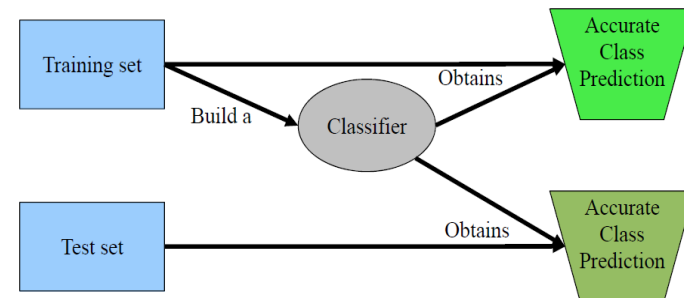 Training set
Build a
Classifier
Obtains
Accurate
Class
Prediction
Test set
Obtains
Accurate
Class
Prediction